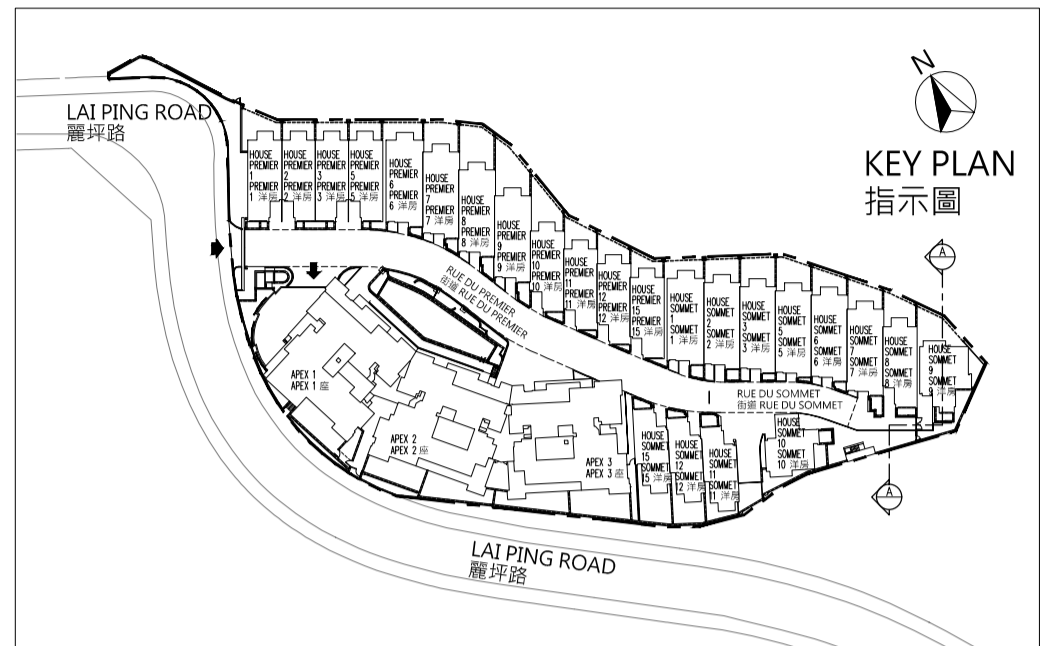 LAI PING ROAD
麗坪路
N
KEY PLAN
指示圖
HOUSE
PREMIER
1
PREMIER
1 洋房
HOUSE
PREMIER
2
PREMIER
2 洋房
HOUSE
PREMIER
3
PREMIER
3 洋房
HOUSE
PREMIER
5
PREMIER
5 洋房
HOUSE
PREMIER
6
PREMIER
6 洋房
HOUSE
PREMIER
7
PREMIER
7 洋房
HOUSE
PREMIER
8
PREMIER
8 洋房
HOUSE
PREMIER
9
PREMIER
9 洋房
HOUSE
PREMIER
10
PREMIER
10 洋房
HOUSE
PREMIER
11
PREMIER
11 洋房
HOUSE
PREMIER
12
PREMIER
12 洋房
HOUSE
PREMIER
15
PREMIER
15 洋房
HOUSE
SOMMET
1
SOMMET
1 洋房
HOUSE
SOMMET
2
SOMMET
2 洋房
HOUSE
SOMMET
3
SOMMET
3 洋房
HOUSE
SOMMET
5
SOMMET
5 洋房
HOUSE
SOMMET
6
SOMMET
6 洋房
HOUSE
SOMMET
7
SOMMET
7 洋房
HOUSE
SOMMET
8
SOMMET
8 洋房
HOUSE
SOMMET
9
SOMMET
9 洋房
A
RUE DU PREMIER
街道 RUE DU PREMIER
RUE DU SOMMET
街道 RUE DU SOMMET
APEX 1
APEX 1 座
APEX 2
APEX 2 座
APEX 3
APEX 3 座
HOUSE
SOMMET
15
SOMMET
15 洋房
HOUSE
SOMMET
12
SOMMET
12 洋房
HOUSE
SOMMET
11
SOMMET
11 洋房
HOUSE
SOMMET
10
SOMMET
10 洋房
A
LAI PING ROAD
麗坪路